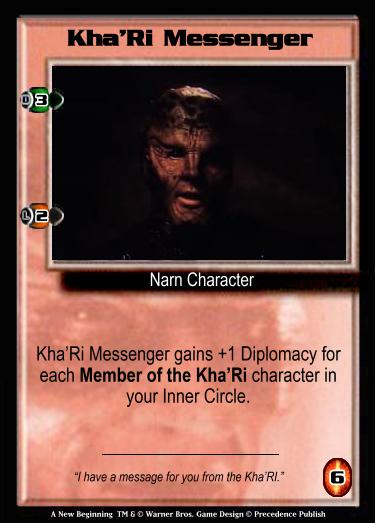 Kha'Ri Messenger
D 3
L 2
Narn Character
Kha'Ri Messenger gains +1 Diplomacy for
each Member of the Kha'Ri character in
your Inner Circle.
"I have a message for you from the Kha'RI."
6
A New Beginning TM & © Warner Bros. Game Design © Precedence Publish